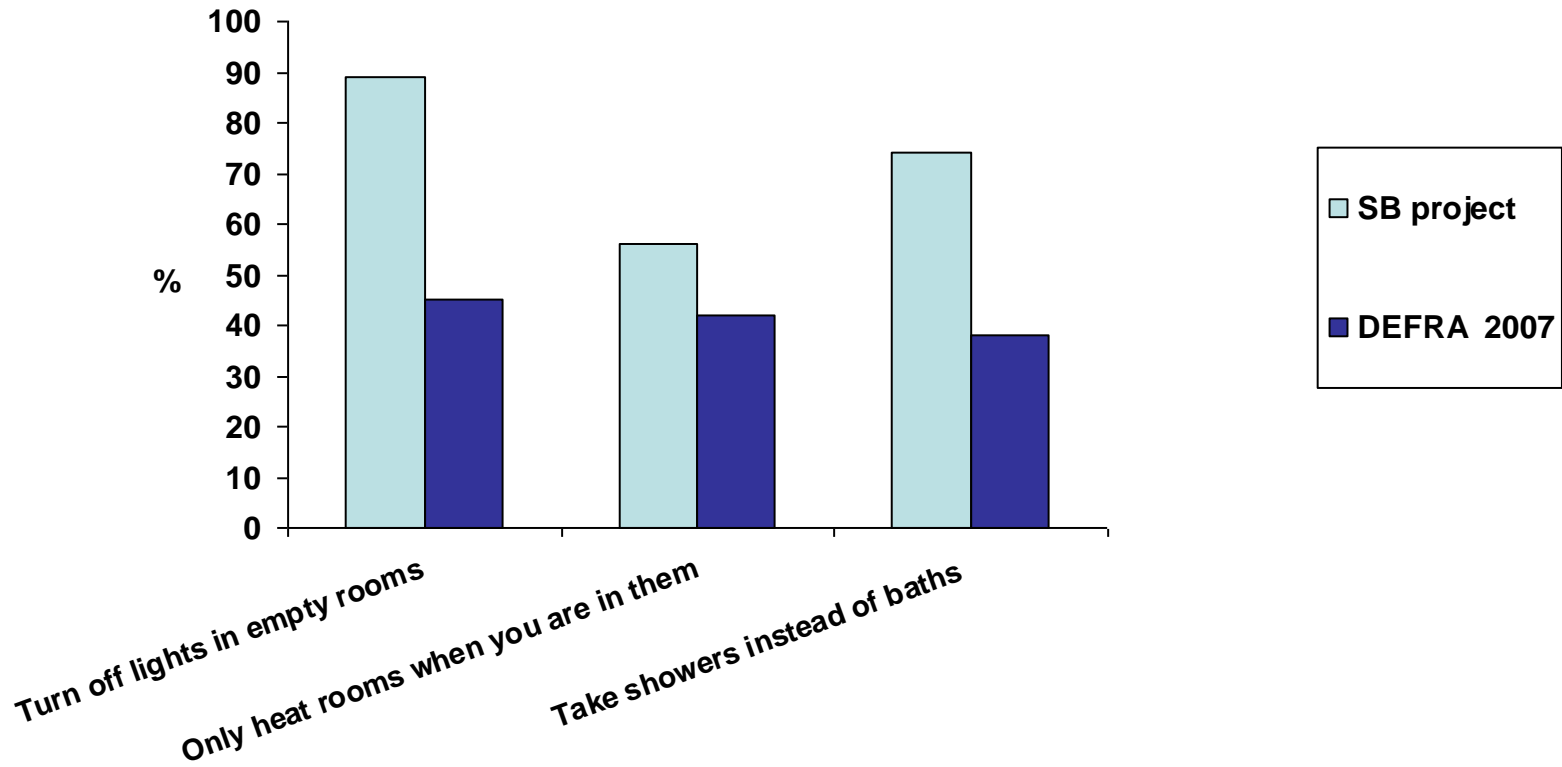 100
90
80
70
60
50
40
30
20
10
0
%
Turn off lights in empty rooms
Only heat rooms when you are in them
Take showers instead of baths
SB project
DEFRA 2007